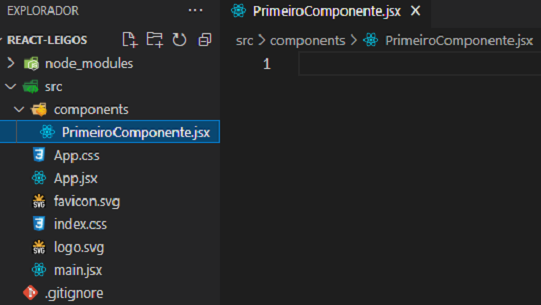 EXPLORADOR
REACT-LEIGOS
node_modules
src
components
PrimeiroComponente.jsx
App.css
App.jsx
favicon.svg
index.css
logo.svg
main.jsx
.gitignore
PrimeiroComponente.jsx
src > components > PrimeiroComponente.jsx
1